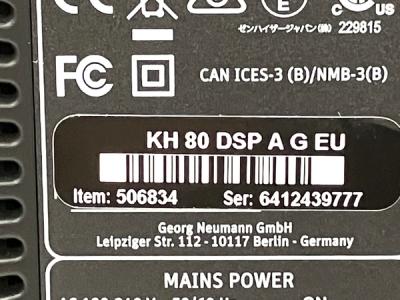 c US
ゼンハイザージャパン(株) 229815
FC
CAN ICES-3 (B)/NMB-3(B)
KH 80 DSP A G EU
Item: 506834 Ser: 6412439777
Georg Neumann GmbH
Leipziger Str. 112 - 10117 Berlin - Germany
MAINS POWER